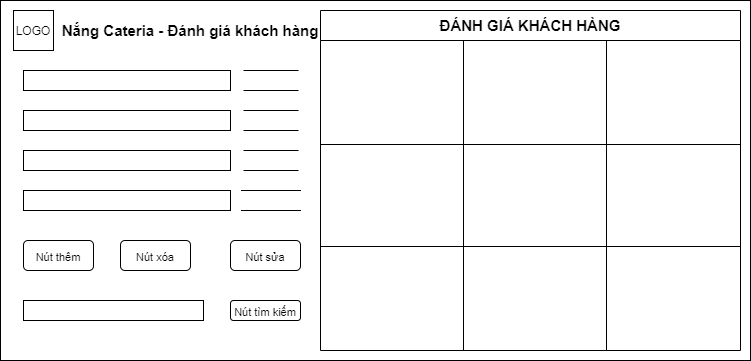 LOGO
Nắng Cateria - Đánh giá khách hàng
ĐÁNH GIÁ KHÁCH HÀNG
Nút thêm
Nút xóa
Nút sửa
Nút tìm kiếm